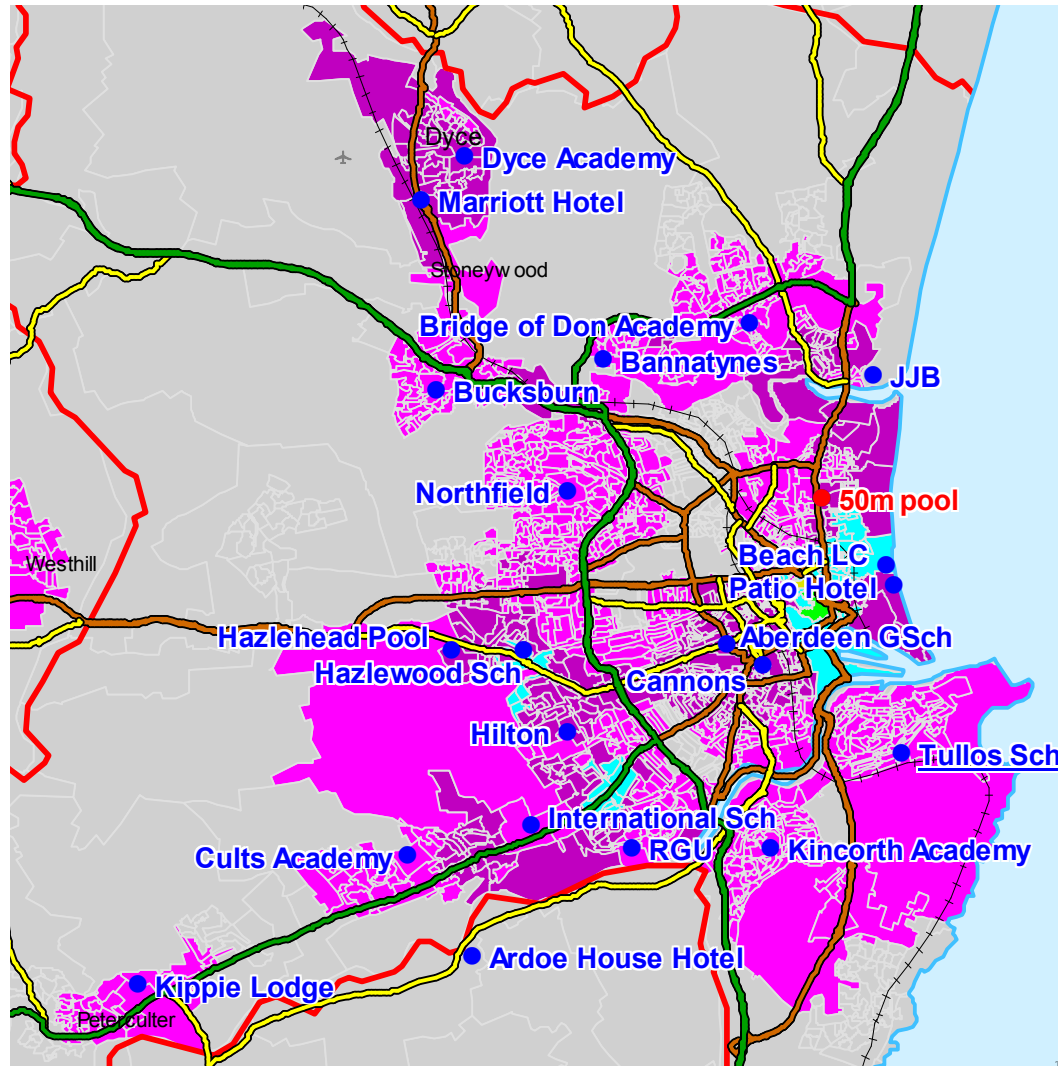 Dyce
Dyce Academy
Marriott Hotel
Stoneywood
Bridge of Don Academy
Bannatynes
JJB
Bucksburn
Northfield
50m pool
Westhill
Beach LC
Patio Hotel
Hazlehead Pool
Aberdeen GSch
Hazlewood Sch
Cannons
Hilton
Tullos Sch
International Sch
Cults Academy
RGU
Kincorth Academy
Ardoe House Hotel
Kippie Lodge
Peterculter